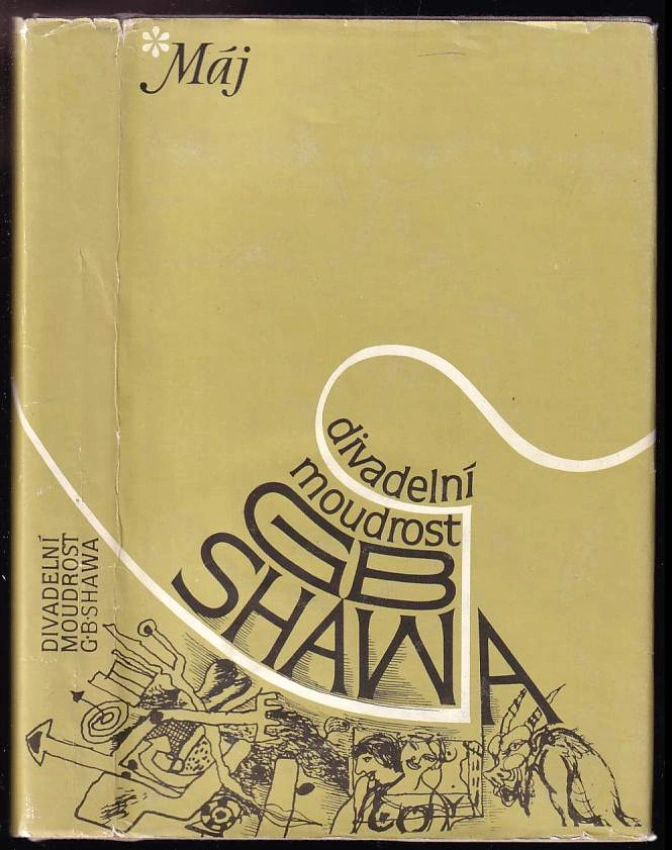 *Máj
divadelní
moudrost
GB
SHAWA
DIVADELNÍ
MOUDROST
G·B·SHAWA